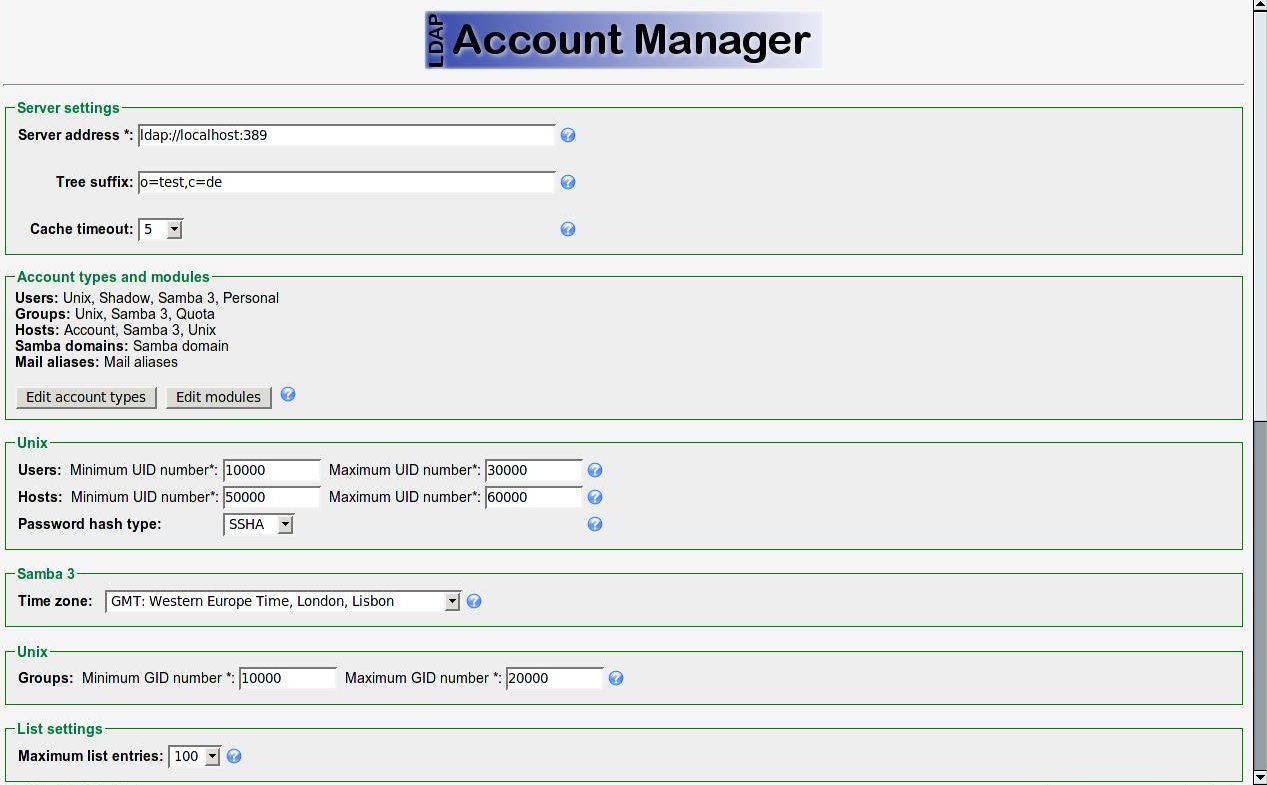 LDAP Account Manager
Server settings
Server address *: ldap://localhost:389
Tree suffix: o=test,c=de
Cache timeout: 5
Account types and modules
Users: Unix, Shadow, Samba 3, Personal
Groups: Unix, Samba 3, Quota
Hosts: Account, Samba 3, Unix
Samba domains: Samba domain
Mail aliases: Mail aliases
Edit account types Edit modules
Unix
Users: Minimum UID number*: 10000 Maximum UID number*: 30000
Hosts: Minimum UID number*: 50000 Maximum UID number*: 60000
Password hash type: SSHA
Samba 3
Time zone: GMT: Western Europe Time, London, Lisbon
Unix
Groups: Minimum GID number *: 10000 Maximum GID number *: 20000
List settings
Maximum list entries: 100